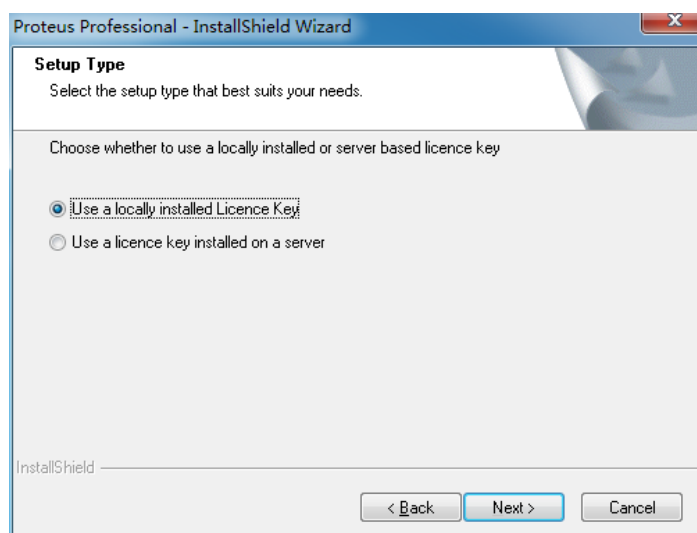 Proteus Professional - InstallShield Wizard
Setup Type
Select the setup type that best suits your needs.
Choose whether to use a locally installed or server based licence key
Use a locally installed Licence Key
Use a licence key installed on a server
InstallShield
< Back Next > Cancel